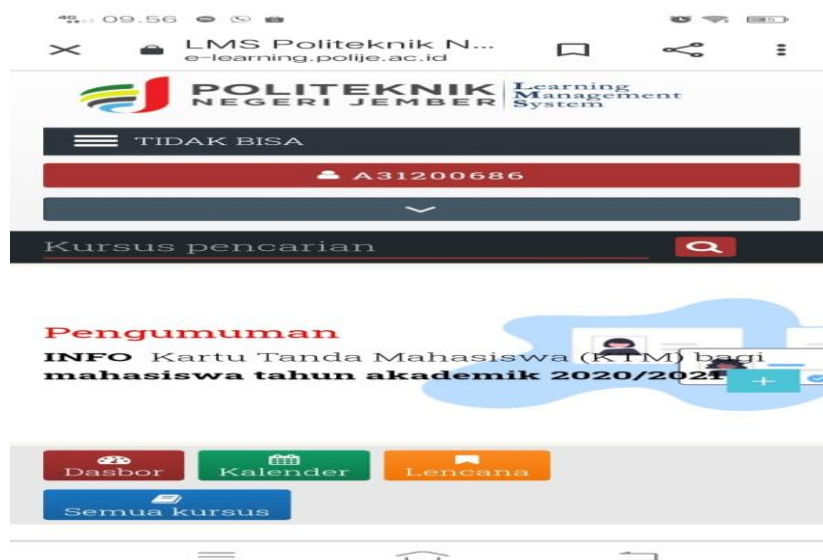 4G 09.56
LMS Politeknik N...
e-learning.polije.ac.id
POLITEKNIK
NEGERI JEMBER
Learning
Management
System
TIDAK BISA
A31200686
Kursus pencarian
Pengumuman
INFO Kartu Tanda Mahasiswa (KTM) bagi
mahasiswa tahun akademik 2020/2021
Dasbor
Kalender
Lencana
Semua kursus